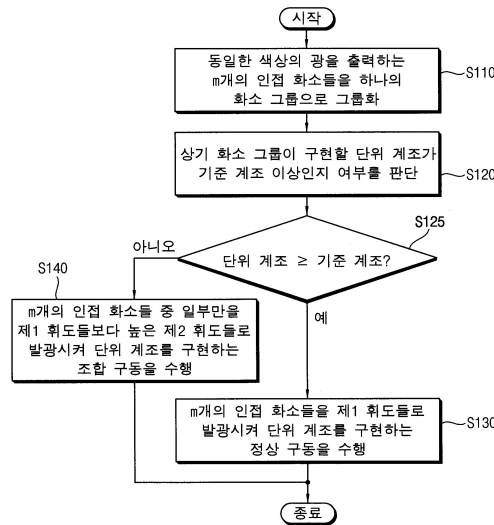 시작
동일한 색상의 광을 출력하는
m개의 인접 화소들을 하나의
화소 그룹으로 그룹화
S110
상기 화소 그룹이 구현할 단위 계조가
기준 계조 이상인지 여부를 판단
S120
S125
단위 계조 ≥ 기준 계조?
아니오
예
S140
m개의 인접 화소들 중 일부만을
제1 휘도들보다 높은 제2 휘도들로
발광시켜 단위 계조를 구현하는
조합 구동을 수행
m개의 인접 화소들을 제1 휘도들로
발광시켜 단위 계조를 구현하는
정상 구동을 수행
S130
종료